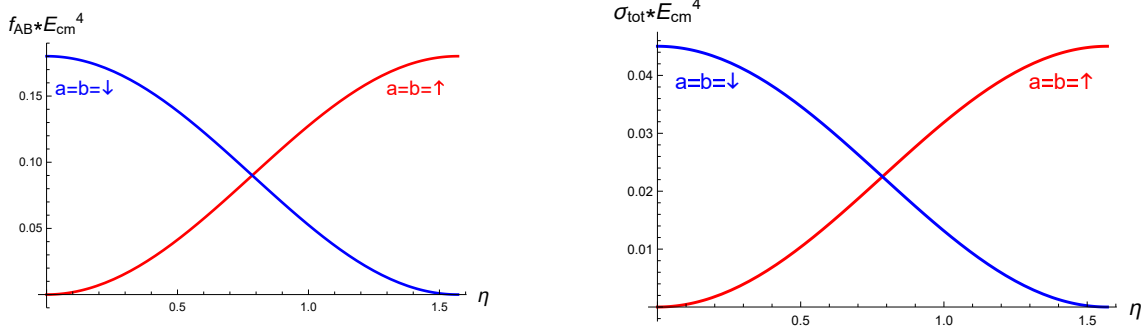 f_AB*E_cm^4
0.15
0.10
0.05
a=b=↓
a=b=↑
0.5
1.0
1.5
η
σ_tot*E_cm^4
0.04
0.03
0.02
0.01
a=b=↓
a=b=↑
0.5
1.0
1.5
η